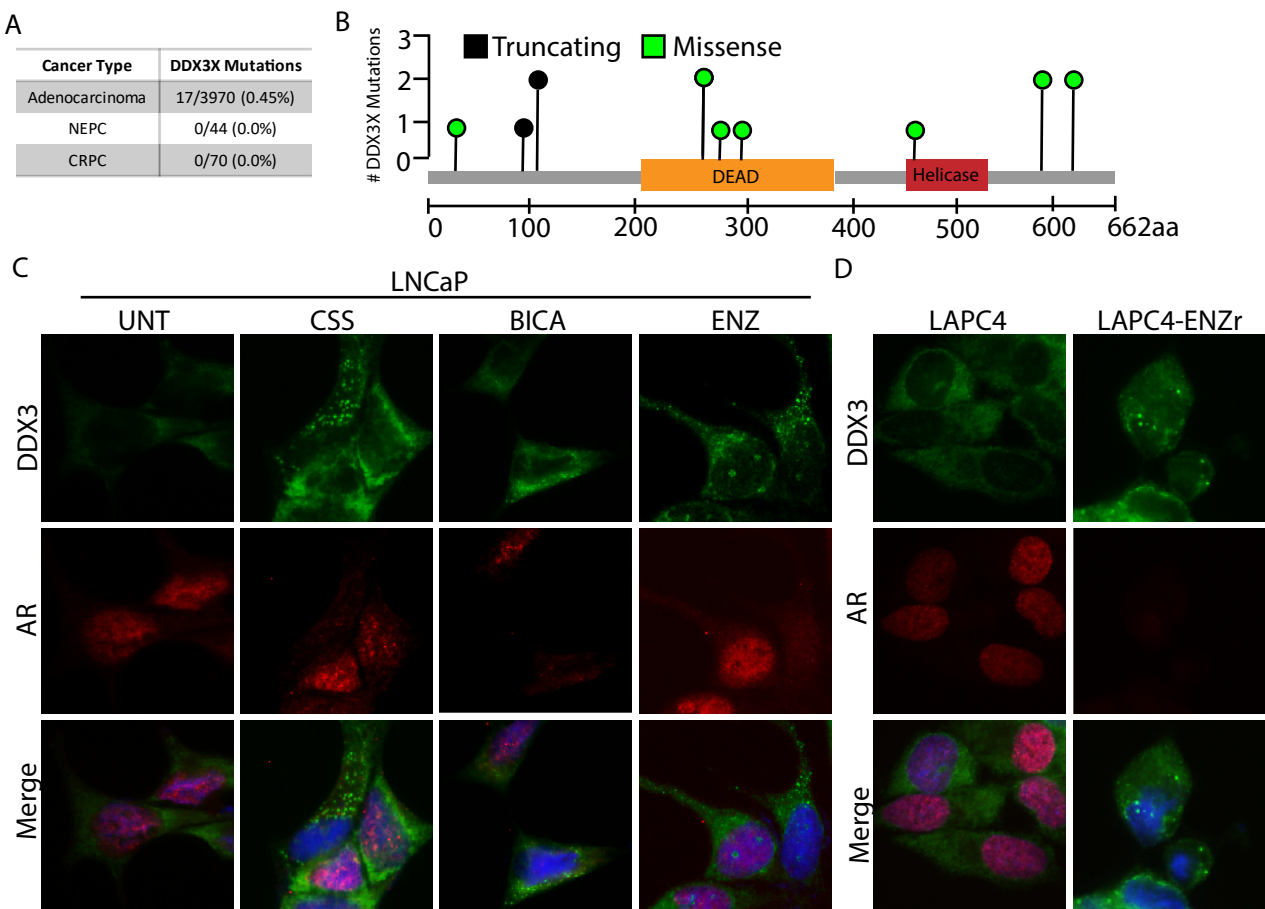 A
Cancer Type DDX3X Mutations
Adenocarcinoma 17/3970 (0.45%)
NEPC 0/44 (0.0%)
CRPC 0/70 (0.0%)
B
# DDX3X Mutations
3
2
1
0
Truncating Missense
DEAD Helicase
0 100 200 300 400 500 600 662aa
C
LNCaP
UNT CSS BICA ENZ
DDX3
AR
Merge
D
LAPC4 LAPC4-ENZr
DDX3
AR
Merge